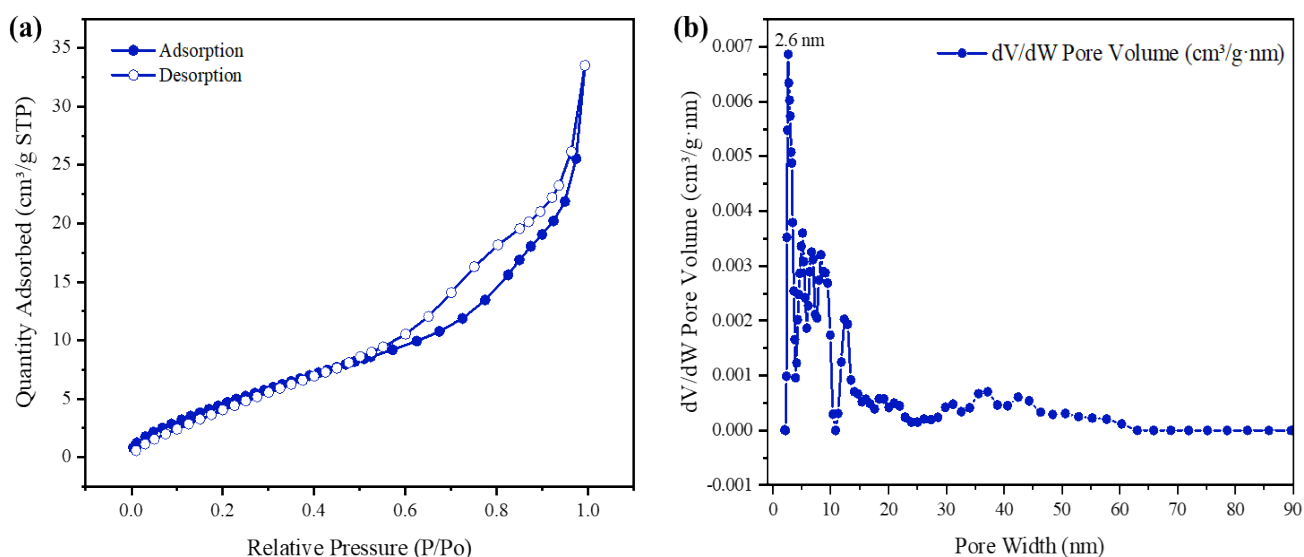 (a)
Adsorption
Desorption
Quantity Adsorbed (cm³/g STP)
35
30
25
20
15
10
5
0
0.0 0.2 0.4 0.6 0.8 1.0
Relative Pressure (P/Po)
(b)
2.6 nm
dV/dW Pore Volume (cm³/g·nm)
dV/dW Pore Volume (cm³/g·nm)
0.007
0.006
0.005
0.004
0.003
0.002
0.001
0.000
-0.001
0 10 20 30 40 50 60 70 80 90
Pore Width (nm)